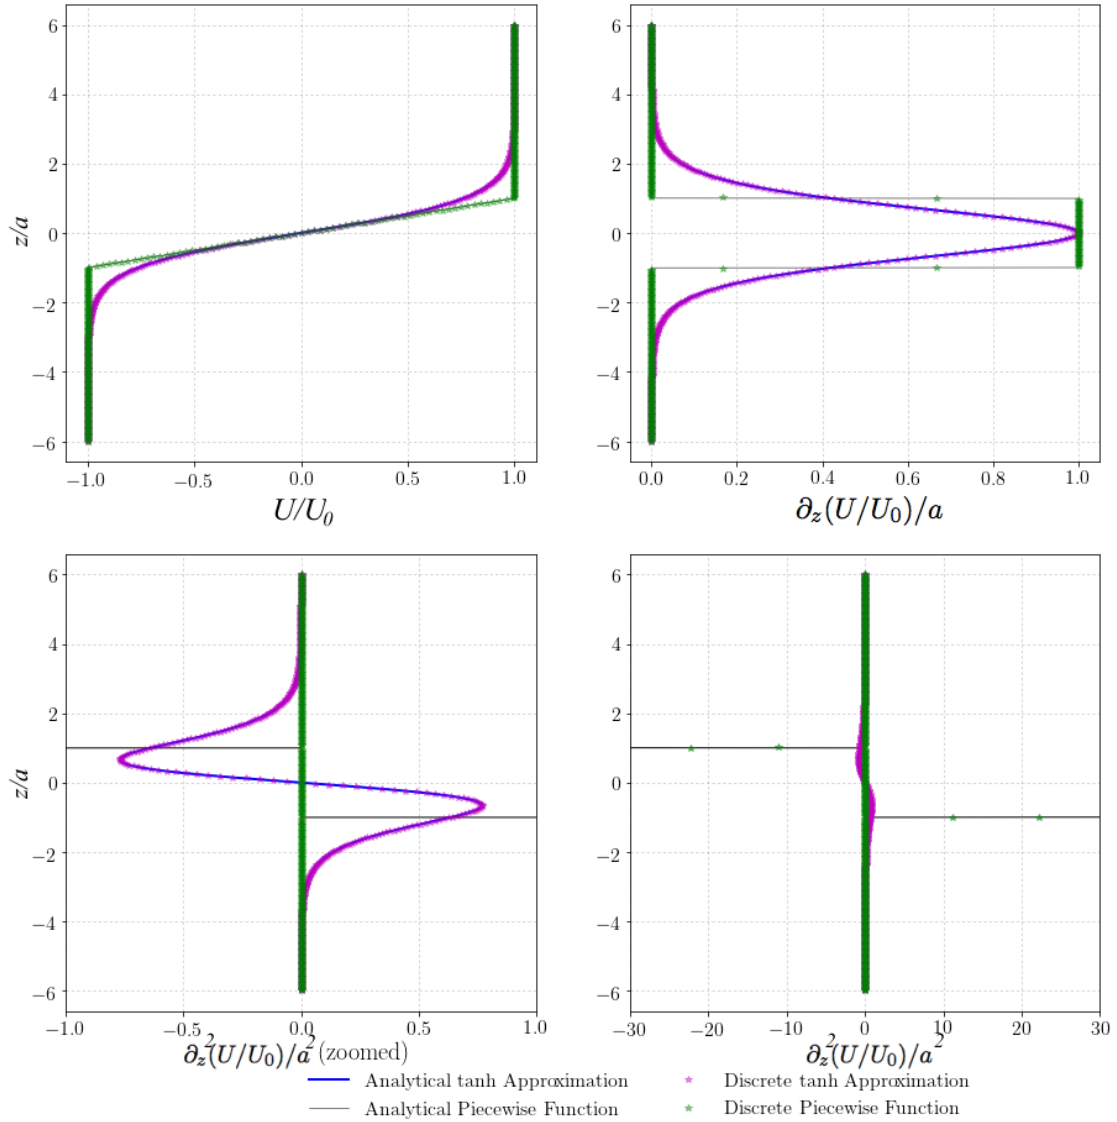 6
4
2
0
−2
−4
−6
z/a
−1.0 −0.5 0.0 0.5 1.0
U/U₀
6
4
2
0
−2
−4
−6
0.0 0.2 0.4 0.6 0.8 1.0
∂z(U/U₀)/a
6
4
2
0
−2
−4
−6
z/a
−1.0 −0.5 0.0 0.5 1.0
∂z²(U/U₀)/a² (zoomed)
6
4
2
0
−2
−4
−6
−30 −20 −10 0 10 20 30
∂z²(U/U₀)/a²
Analytical tanh Approximation
Analytical Piecewise Function
Discrete tanh Approximation
Discrete Piecewise Function